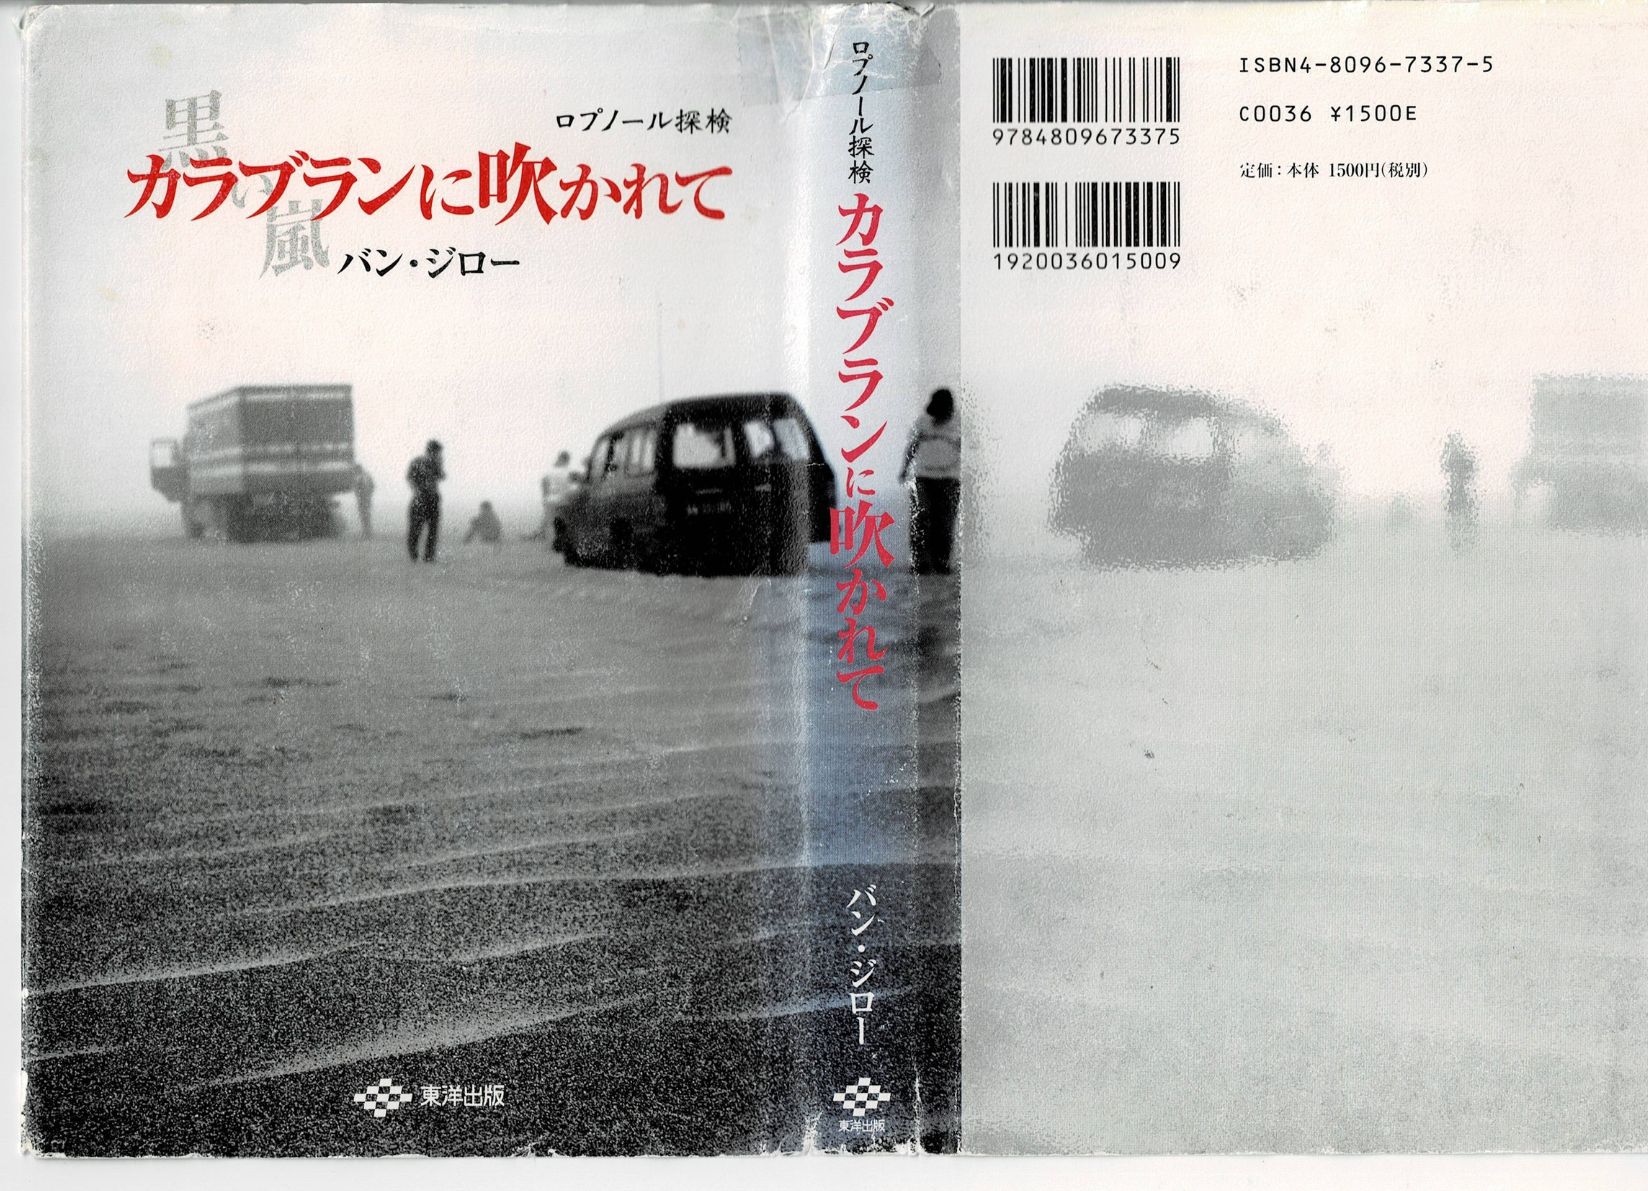 ロプノール探検
黒い嵐
カラブランに吹かれて
バン・ジロー
東洋出版
ロプノール探検
カラブランに吹かれて
バン・ジロー
東洋出版
9784809673375
1920036015009
ISBN4-8096-7337-5
C0036 ¥1500E
定価：本体 1500円(税別)